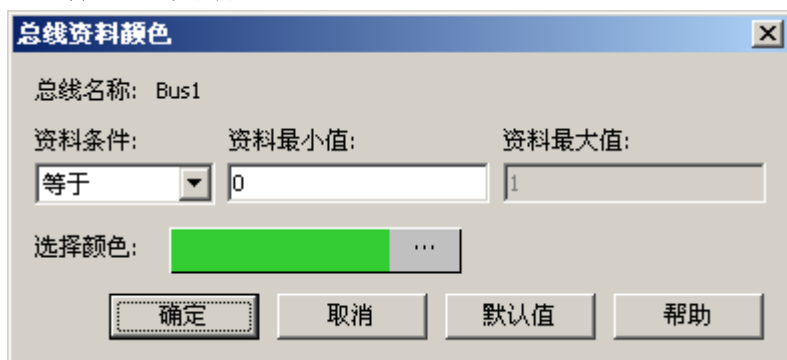 总线资料颜色
总线名称: Bus1
资料条件: 资料最小值: 资料最大值:
等于 0 1
选择颜色: ...
确定 取消 默认值 帮助